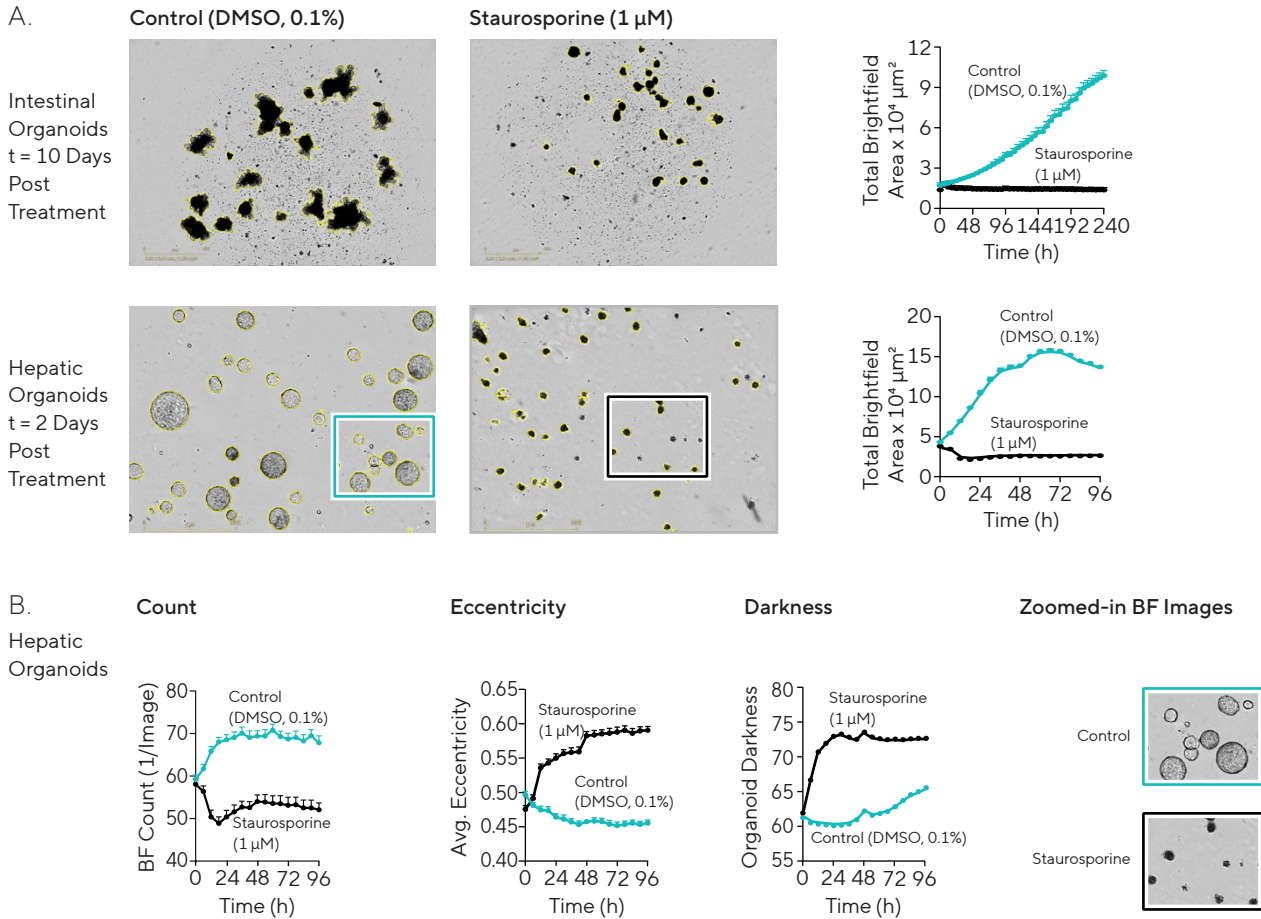 A.
Control (DMSO, 0.1%)
Staurosporine (1 µM)
Intestinal
Organoids
t = 10 Days
Post
Treatment
Total Brightfield
Area x 10⁴ µm²
12
9
6
3
0
Control
(DMSO, 0.1%)
Staurosporine
(1 µM)
0 48 96 144 192 240
Time (h)
Hepatic
Organoids
t = 2 Days
Post
Treatment
Total Brightfield
Area x 10⁴ µm²
20
15
10
5
0
Control
(DMSO, 0.1%)
Staurosporine
(1 µM)
0 24 48 72 96
Time (h)
B.
Hepatic
Organoids
Count
BF Count (1/Image)
80
70
60
50
40
Control
(DMSO, 0.1%)
Staurosporine
(1 µM)
0 24 48 72 96
Time (h)
Eccentricity
Avg. Eccentricity
0.65
0.60
0.55
0.50
0.45
0.40
Staurosporine
(1 µM)
Control
(DMSO, 0.1%)
0 24 48 72 96
Time (h)
Darkness
Organoid Darkness
80
75
70
65
60
55
Staurosporine
(1 µM)
Control (DMSO, 0.1%)
0 24 48 72 96
Time (h)
Zoomed-in BF Images
Control
Staurosporine